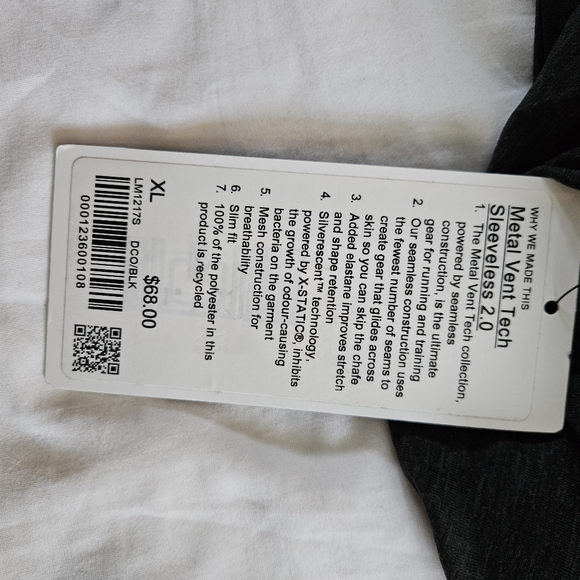 WHY WE MADE THIS
Metal Vent Tech
Sleeveless 2.0
1. The Metal Vent Tech collection,
powered by seamless
construction, is the ultimate
gear for running and training
2. Our seamless construction uses
the fewest number of seams to
create gear that glides across
skin so you can skip the chafe
3. Added elastane improves stretch
and shape retention
4. Silverescent™ technology,
powered by X-STATIC®, inhibits
the growth of odour-causing
bacteria on the garment
5. Mesh construction for
breathability
6. Slim fit
7. 100% of the polyester in this
product is recycled
XL $68.00
LM1217S DCO/BLK
000123600108